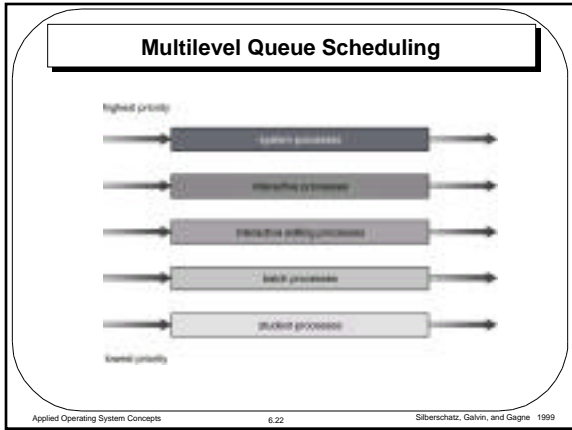 Multilevel Queue Scheduling
highest priority
system processes
interactive processes
interactive editing processes
batch processes
student processes
lowest priority
Applied Operating System Concepts
6.22
Silberschatz, Galvin, and Gagne 1999